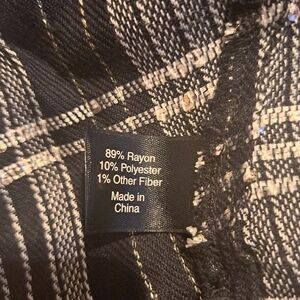 89% Rayon
10% Polyester
1% Other Fiber
Made in
China